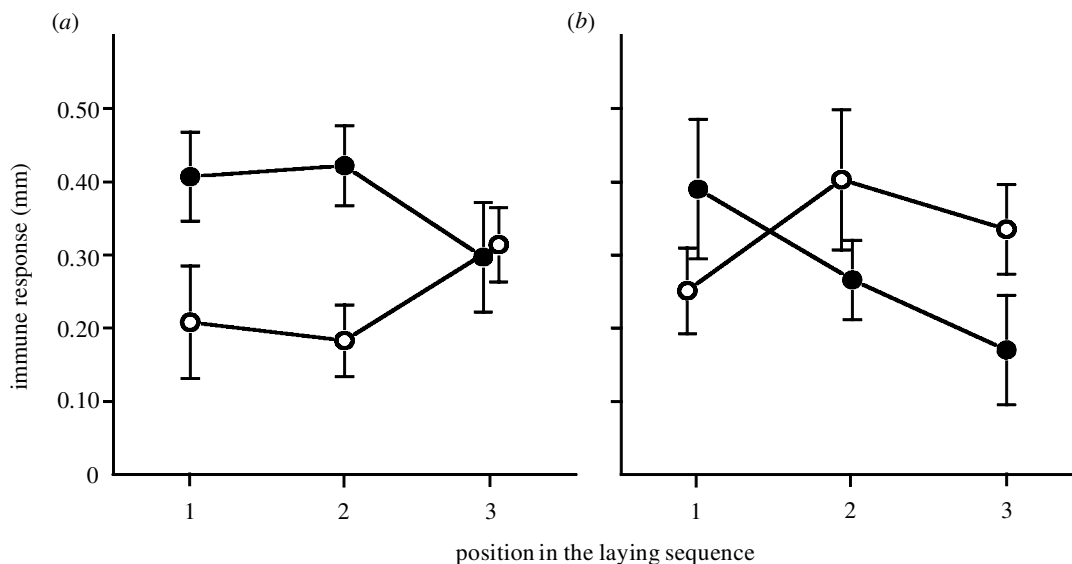 (a)
(b)
immune response (mm)
0.50
0.40
0.30
0.20
0.10
0
1 2 3
1 2 3
position in the laying sequence